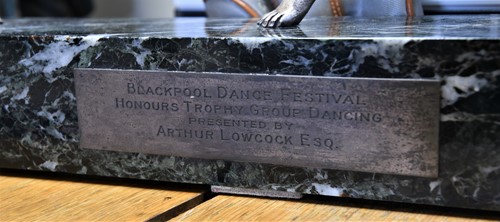 Blackpool Dance Festival
Honours Trophy Group Dancing
presented by
Arthur Lowcock Esq.